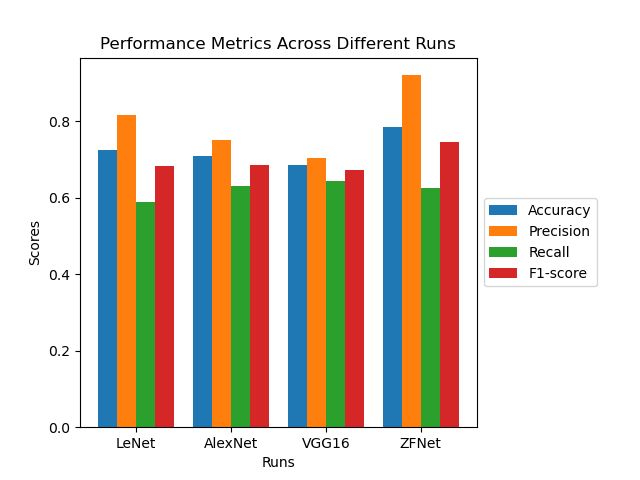 Performance Metrics Across Different Runs
Scores
0.8
0.6
0.4
0.2
0.0
LeNet AlexNet VGG16 ZFNet
Runs
Accuracy
Precision
Recall
F1-score